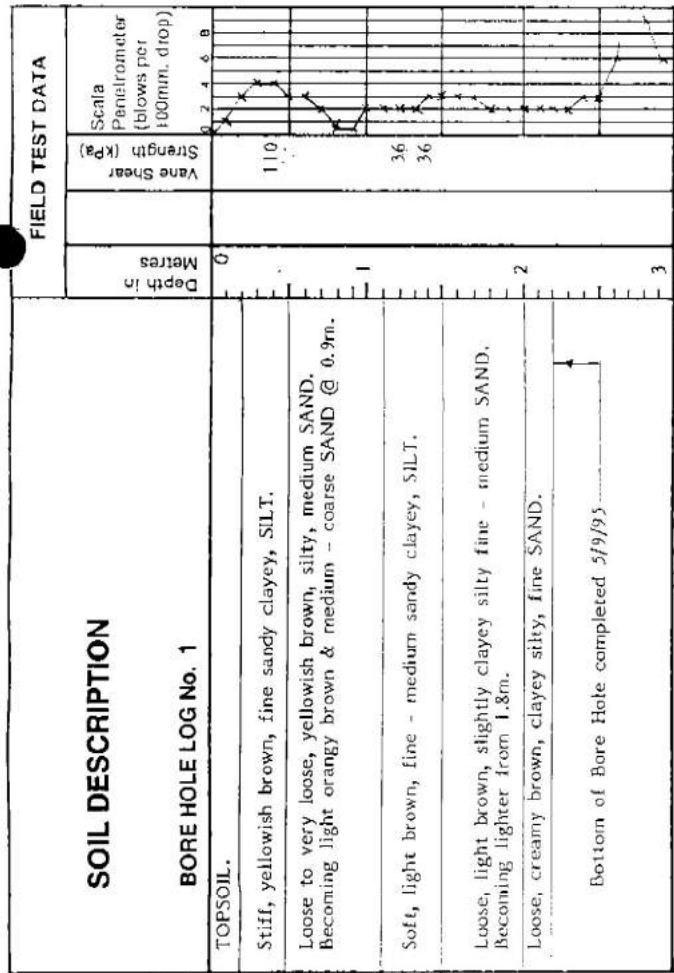 SOIL DESCRIPTION
BORE HOLE LOG No. 1
Depth in
Metres
FIELD TEST DATA
Vane Shear
Strength (kPa)
Scala
Penetrometer
(blows per
100mm. drop)
0 2 4 6 8
TOPSOIL.
0
Stiff, yellowish brown, fine sandy clayey, SILT.
110
Loose to very loose, yellowish brown, silty, medium SAND.
Becoming light orangy brown & medium - coarse SAND @ 0.9m.
1
Soft, light brown, fine - medium sandy clayey, SILT.
36
36
Loose, light brown, slightly clayey silty fine - medium SAND.
Becoming lighter from 1.8m.
2
Loose, creamy brown, clayey silty, fine SAND.
Bottom of Bore Hole completed 5/9/95
3